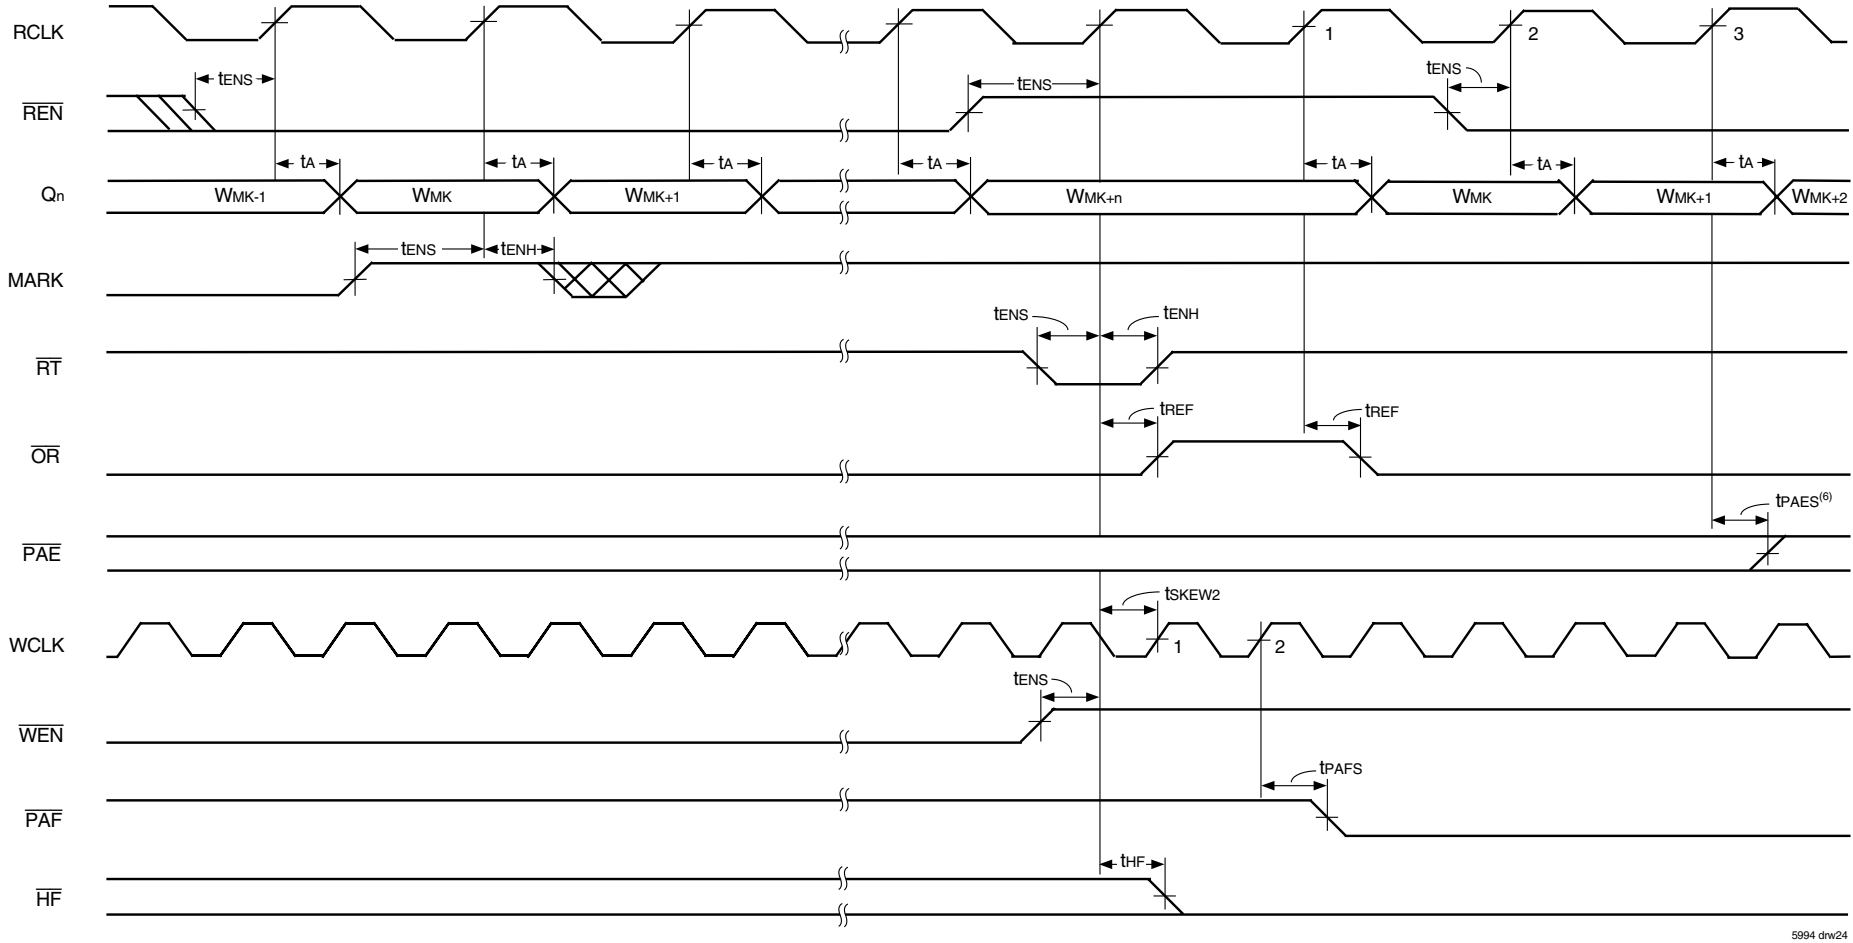 RCLK
1
2
3
tENS
tENS
tENS
REN
tA
tA
tA
tA
tA
tA
tA
Qn
WMK-1
WMK
WMK+1
WMK+n
WMK
WMK+1
WMK+2
tENS
tENH
MARK
tENS
tENH
RT
tREF
tREF
OR
tPAES(6)
PAE
tSKEW2
WCLK
1
2
tENS
WEN
tPAFS
PAF
tHF
HF
5994 drw24